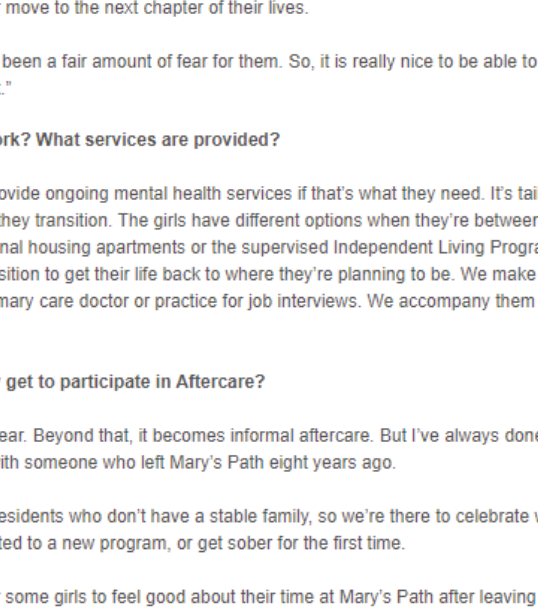 move to the next chapter of their lives.
been a fair amount of fear for them. So, it is really nice to be able to
."
ork? What services are provided?
ovide ongoing mental health services if that's what they need. It's tai
they transition. The girls have different options when they're between
nal housing apartments or the supervised Independent Living Progra
sition to get their life back to where they're planning to be. We make
mary care doctor or practice for job interviews. We accompany them
get to participate in Aftercare?
ear. Beyond that, it becomes informal aftercare. But I've always done
ith someone who left Mary's Path eight years ago.
esidents who don't have a stable family, so we're there to celebrate w
ted to a new program, or get sober for the first time.
some girls to feel good about their time at Mary's Path after leaving